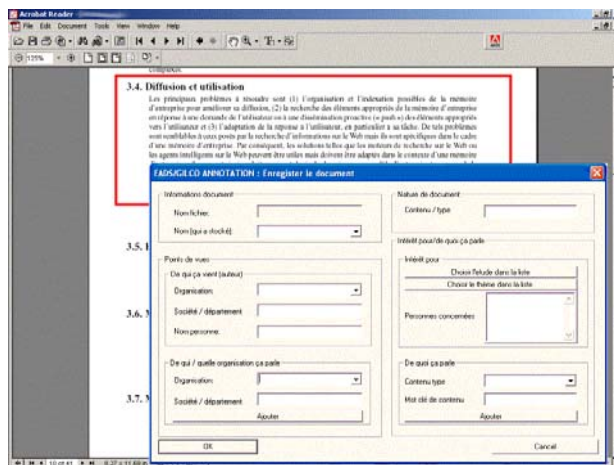 Acrobat Reader
File Edit Document Tools View Window Help
125%
complexes.
3.4. Diffusion et utilisation
Les principaux problèmes à résoudre sont (1) l'organisation et l'indexation possibles de la mémoire
d'entreprise pour améliorer sa diffusion, (2) la recherche des éléments appropriés de la mémoire d'entreprise
en réponse à une demande de l'utilisateur ou à une dissémination proactive (« push ») des éléments appropriés
vers l'utilisateur et (3) l'adaptation de la réponse à l'utilisateur, en particulier à sa tâche. De tels problèmes
sont semblables à ceux posés par la recherche d'informations sur le Web mais ils sont spécifiques dans le cadre
d'une mémoire d'entreprise. Par conséquent, les solutions telles que les moteurs de recherche sur le Web ou
les agents intelligents sur le Web peuvent être utiles mais doivent être adaptés dans le contexte d'une mémoire
EADS/GILCO ANNOTATION : Enregister le document
Informations document
Nom fichier:
Nom (qui a stocké):
Nature de document
Contenu / type
3.5.
Points de vues
De qui ça vient (auteur)
Organisation:
Société / département
Nom personne:
Intérêt pour/de quoi ça parle
Intérêt pour
Choisir l'etude dans la liste
Choisir le thème dans la liste
Personnes concernées
3.6.
De qui / quelle organisation ça parle
Organisation:
Société / département
Ajouter
De quoi ça parle
Contenu type
Mot clé de contenu
Ajouter
3.7.
OK
Cancel